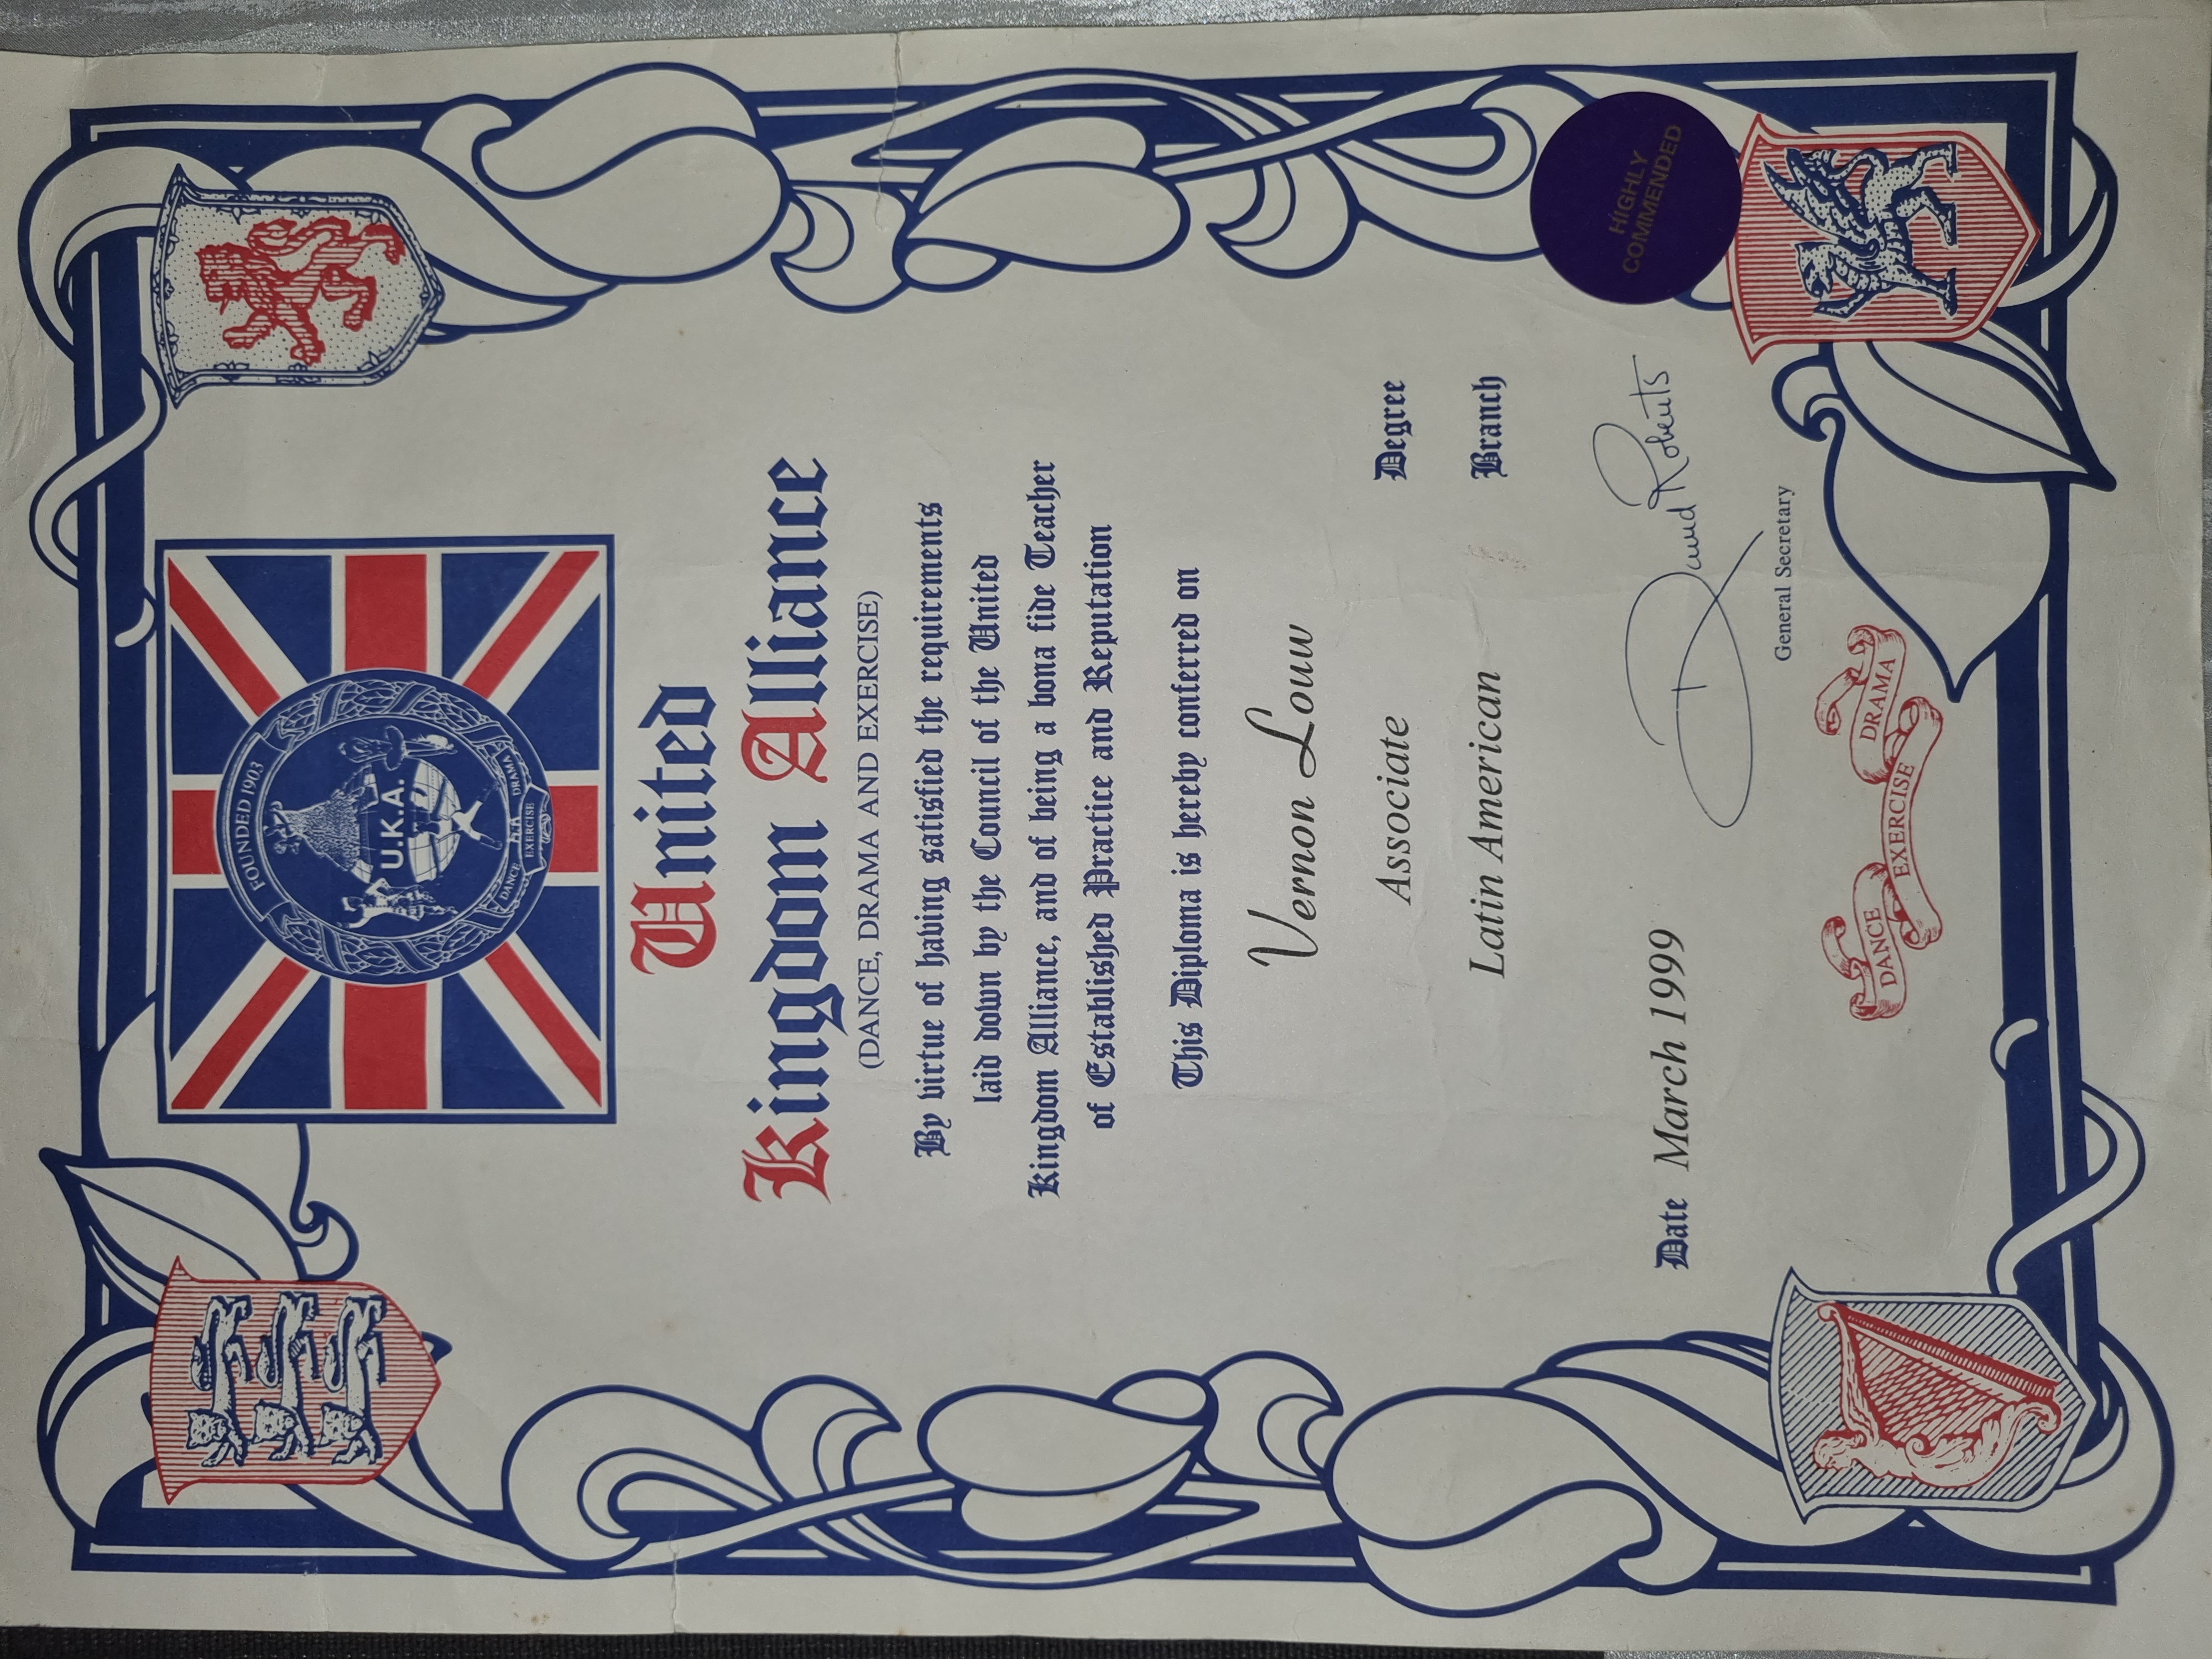 FOUNDED 1903
U.K.A.
DANCE DRAMA
EXERCISE
United
Kingdom Alliance
(DANCE, DRAMA AND EXERCISE)
By virtue of having satisfied the requirements
laid down by the Council of the United
Kingdom Alliance, and of being a bona fide Teacher
of Established Practice and Reputation
This Diploma is hereby conferred on
Vernon Louw
Associate Degree
Latin American Branch
HIGHLY
COMMENDED
Date March 1999 David Roberts
General Secretary
DANCE DRAMA
EXERCISE